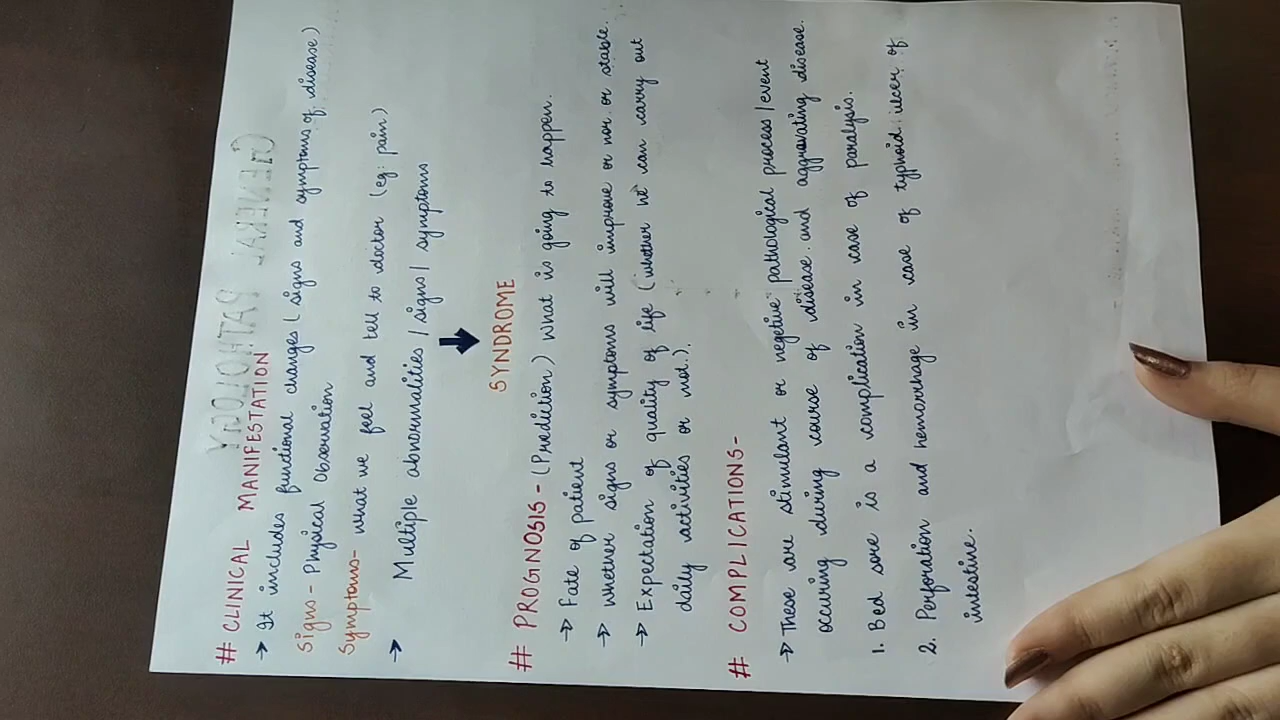 # CLINICAL MANIFESTATION
→ It includes functional changes ( signs and symptoms of disease )
Signs - Physical Observation
Symptoms - what we feel and tell to doctor (eg: pain)
→ Multiple abnormalities / signs / symptoms
SYNDROME
# PROGNOSIS - (Prediction) What is going to happen.
→ Fate of patient
→ Whether signs or symptoms will improve or nor or stable.
→ Expectation of quality of life (whether we can carry out
daily activities or not.).
# COMPLICATIONS -
→ These are stimulant or negetive pathological process / event
occuring during course of disease and aggravating disease.
1. Bed sore is a complication in case of paralysis.
2. Perforation and hemorrhage in case of typhoid ulcer of
intestine.
GENERAL PATHOLOGY